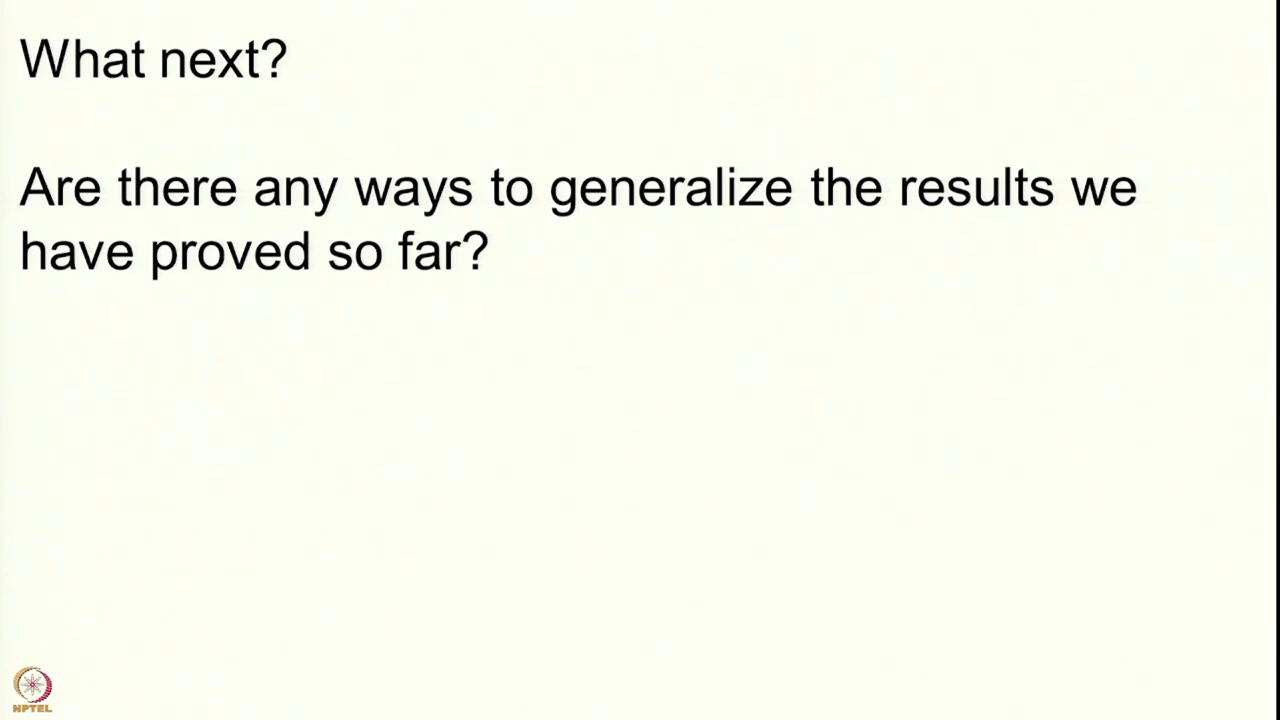 What next?
Are there any ways to generalize the results we
have proved so far?
NPTEL